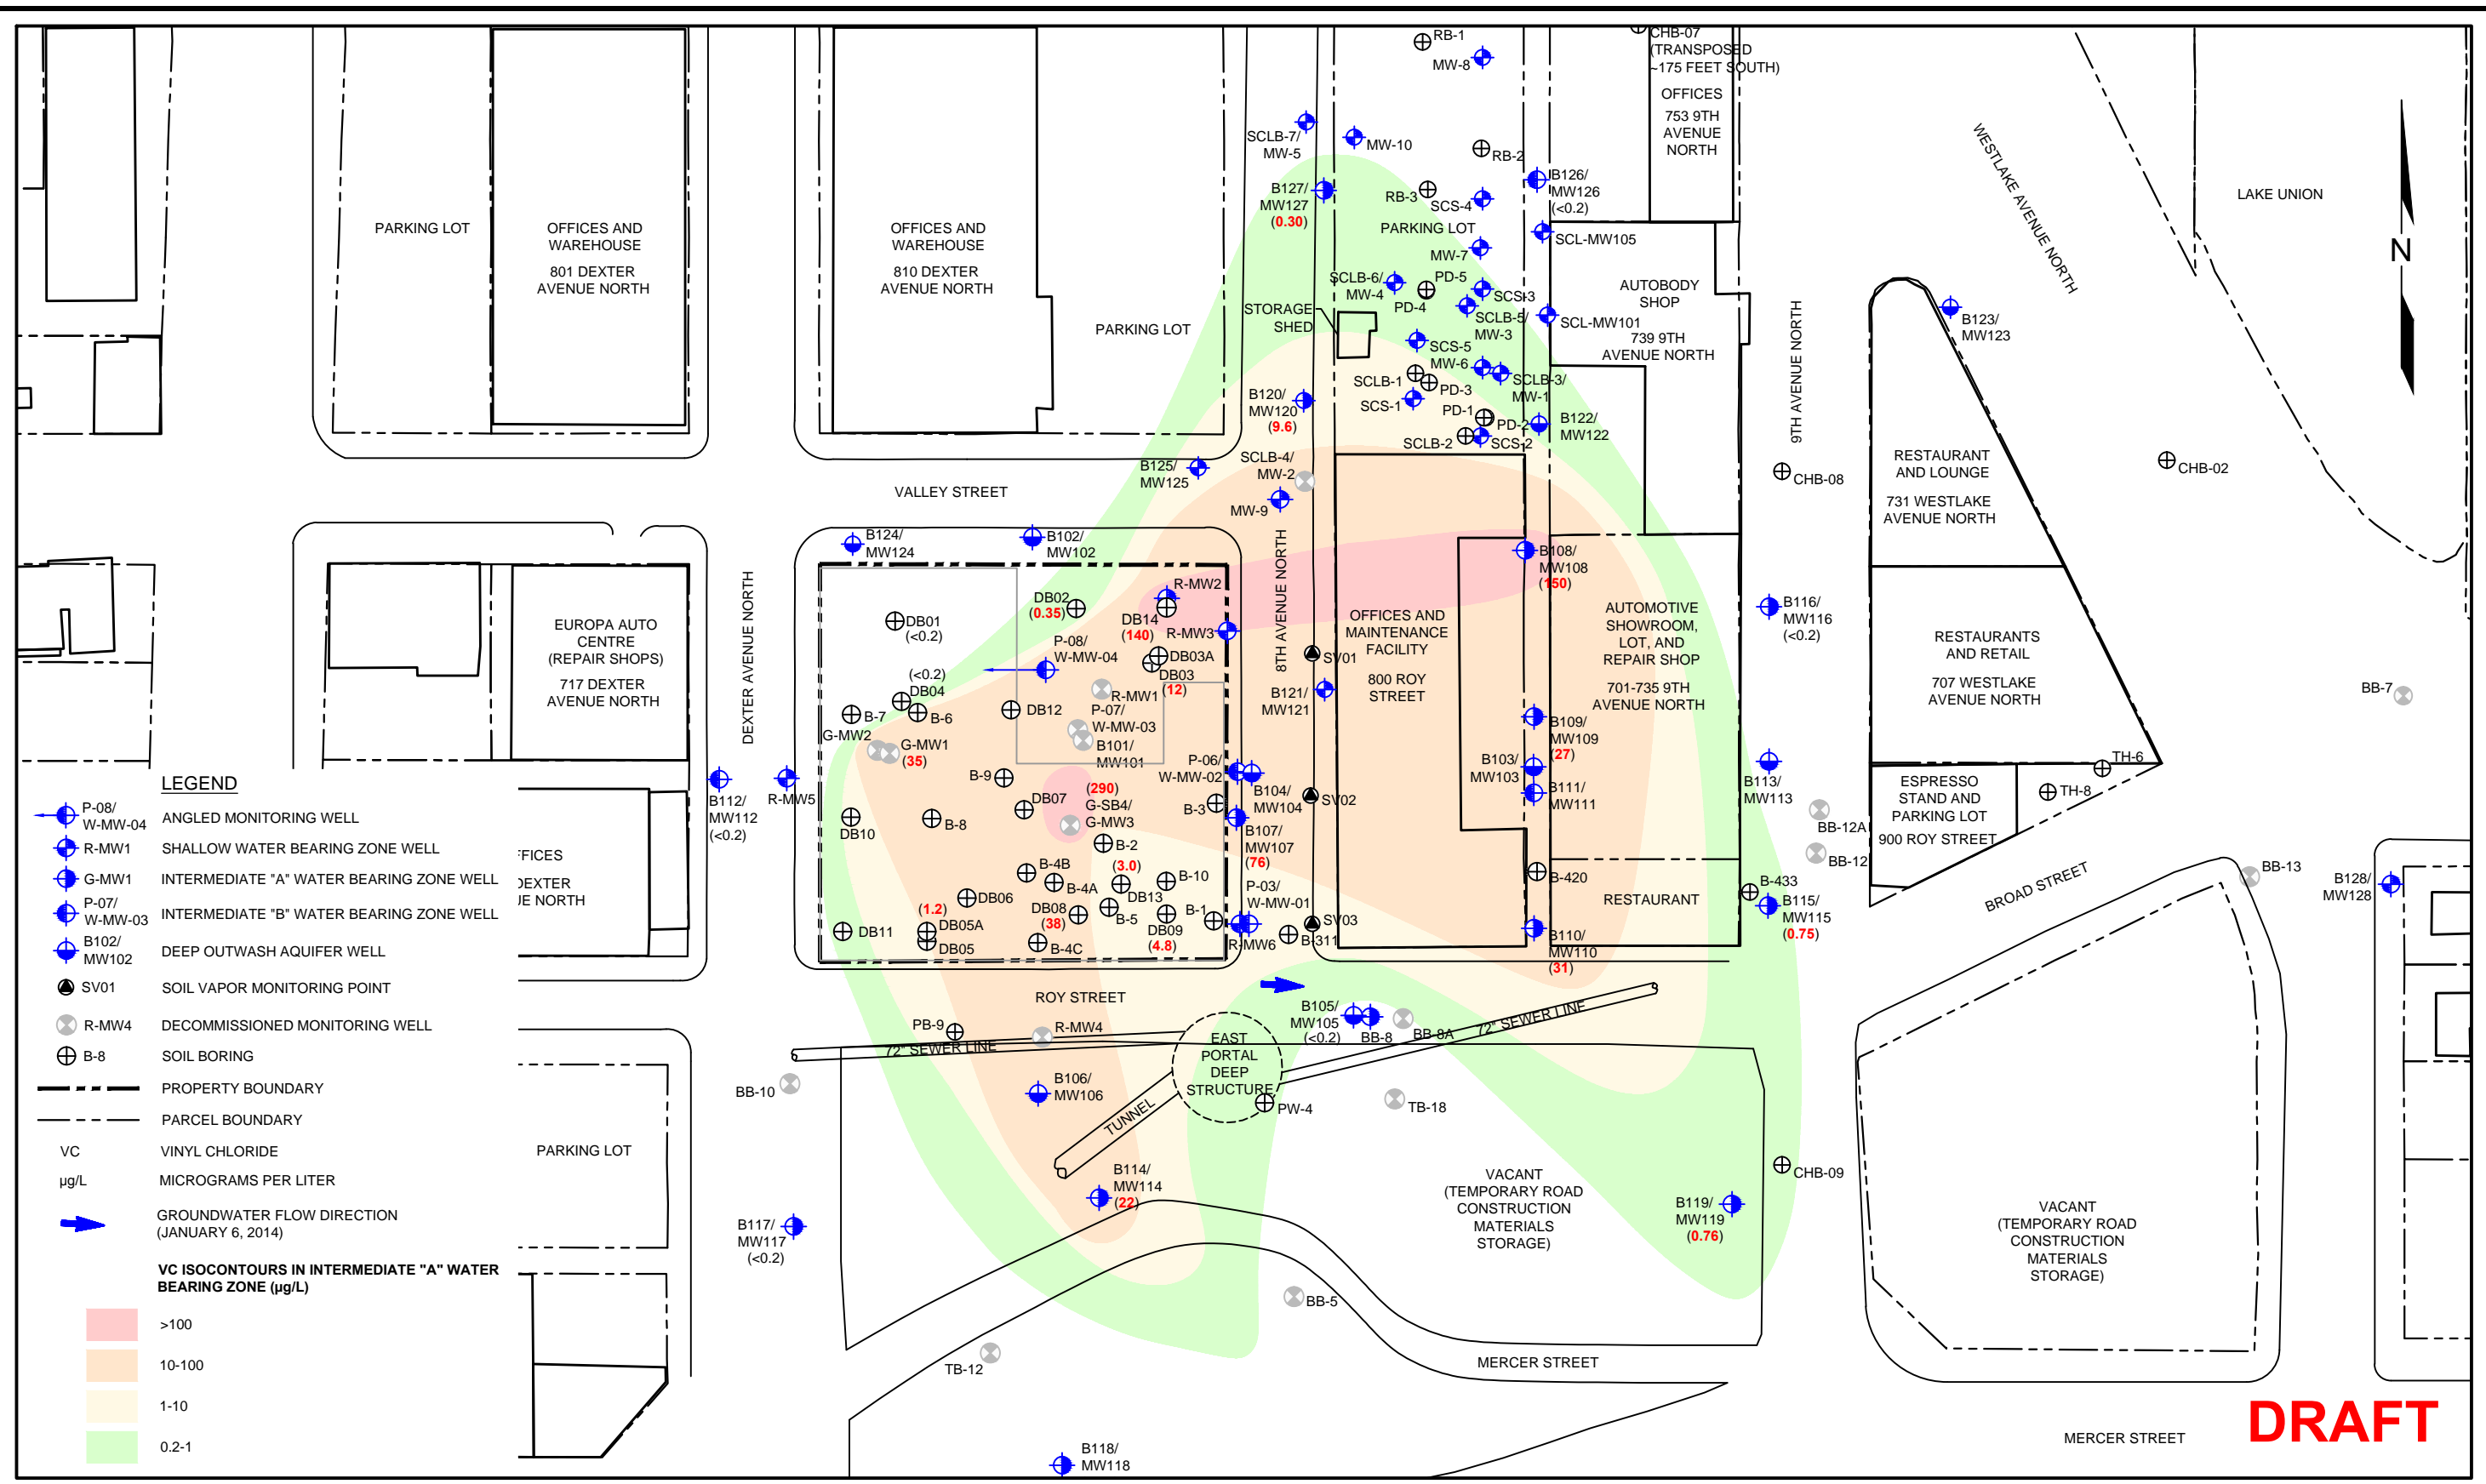 RB-1
MW-8
CHB-07
(TRANSPOSED
~175 FEET SOUTH)
OFFICES
753 9TH
AVENUE
NORTH
SCLB-7/
MW-5
MW-10
RB-2
B127/
MW127
(0.30)
RB-3
SCS-4
B126/
MW126
(<0.2)
WESTLAKE AVENUE NORTH
LAKE UNION
N
PARKING LOT
OFFICES AND
WAREHOUSE
801 DEXTER
AVENUE NORTH
OFFICES AND
WAREHOUSE
810 DEXTER
AVENUE NORTH
PARKING LOT
PARKING LOT
MW-7
SCL-MW105
SCLB-6/
MW-4
PD-5
PD-4
SCS-3
SCLB-5/
MW-3
AUTOBODY
SHOP
739 9TH
AVENUE NORTH
SCL-MW101
STORAGE
SHED
SCS-5
MW-6
SCLB-1
PD-3
SCLB-3/
MW-1
SCS-1
PD-1
PD-2
SCLB-2
SCS-2
B120/
MW120
(9.6)
B122/
MW122
9TH AVENUE NORTH
B123/
MW123
CHB-08
CHB-02
RESTAURANT
AND LOUNGE
731 WESTLAKE
AVENUE NORTH
B125/
MW125
SCLB-4/
MW-2
MW-9
VALLEY STREET
B124/
MW124
B102/
MW102
8TH AVENUE NORTH
B108/
MW108
(150)
EUROPA AUTO
CENTRE
(REPAIR SHOPS)
717 DEXTER
AVENUE NORTH
DEXTER AVENUE NORTH
DB01
(<0.2)
DB02
(0.35)
R-MW2
DB14
(140)
R-MW3
P-08/
W-MW-04
DB03A
DB03
(12)
R-MW1
(<0.2)
DB04
B-7
B-6
DB12
P-07/
W-MW-03
G-MW2
G-MW1
(35)
B101/
MW101
SV01
B121/
MW121
OFFICES AND
MAINTENANCE
FACILITY
800 ROY
STREET
AUTOMOTIVE
SHOWROOM,
LOT, AND
REPAIR SHOP
701-735 9TH
AVENUE NORTH
B116/
MW116
(<0.2)
RESTAURANTS
AND RETAIL
707 WESTLAKE
AVENUE NORTH
BB-7
B109/
MW109
(27)
B103/
MW103
B111/
MW111
B113/
MW113
TH-6
TH-8
ESPRESSO
STAND AND
PARKING LOT
900 ROY STREET
BB-12A
BB-12
BB-13
B128/
MW128
BROAD STREET
B112/
MW112
(<0.2)
R-MW5
B-9
DB07
(290)
G-SB4/
G-MW3
P-06/
W-MW-02
B104/
MW104
SV02
B-3
B107/
MW107
(76)
DB10
B-8
B-2
(3.0)
B-4B
B-4A
DB13
B-10
P-03/
W-MW-01
DB06
(1.2)
DB05A
DB05
DB08
(38)
B-5
B-1
DB09
(4.8)
DB11
B-4C
R-MW6
SV03
B-311
B-420
RESTAURANT
B-433
B115/
MW115
(0.75)
B110/
MW110
(31)
FFICES
DEXTER
UE NORTH
ROY STREET
PB-9
R-MW4
72" SEWER LINE
EAST
PORTAL
DEEP
STRUCTURE
B105/
MW105
(<0.2)
BB-8
BB-8A
72" SEWER LINE
BB-10
B106/
MW106
PW-4
TB-18
TUNNEL
PARKING LOT
B114/
MW114
(22)
B117/
MW117
(<0.2)
VACANT
(TEMPORARY ROAD
CONSTRUCTION
MATERIALS
STORAGE)
B119/
MW119
(0.76)
CHB-09
VACANT
(TEMPORARY ROAD
CONSTRUCTION
MATERIALS
STORAGE)
BB-5
TB-12
MERCER STREET
B118/
MW118
MERCER STREET
DRAFT
LEGEND
P-08/
W-MW-04 ANGLED MONITORING WELL
R-MW1 SHALLOW WATER BEARING ZONE WELL
G-MW1 INTERMEDIATE "A" WATER BEARING ZONE WELL
P-07/
W-MW-03 INTERMEDIATE "B" WATER BEARING ZONE WELL
B102/
MW102 DEEP OUTWASH AQUIFER WELL
SV01 SOIL VAPOR MONITORING POINT
R-MW4 DECOMMISSIONED MONITORING WELL
B-8 SOIL BORING
PROPERTY BOUNDARY
PARCEL BOUNDARY
VC VINYL CHLORIDE
µg/L MICROGRAMS PER LITER
GROUNDWATER FLOW DIRECTION
(JANUARY 6, 2014)
VC ISOCONTOURS IN INTERMEDIATE "A" WATER
BEARING ZONE (µg/L)
>100
10-100
1-10
0.2-1